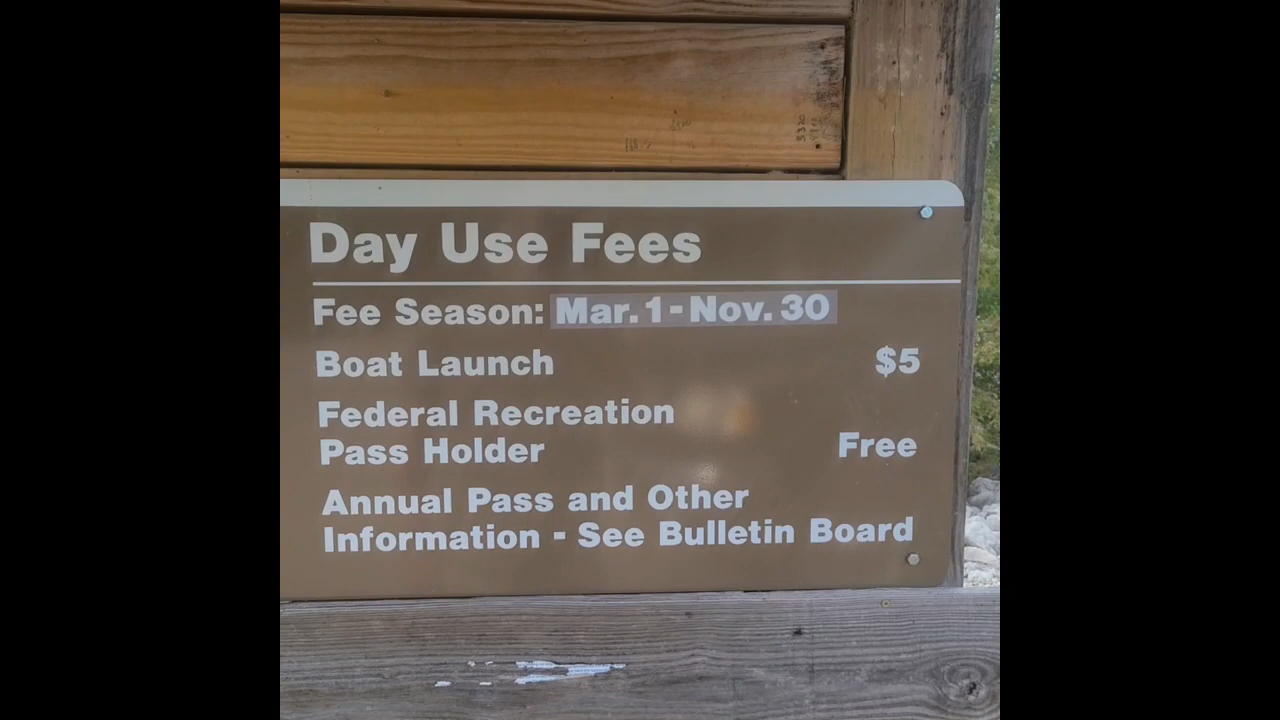 Day Use Fees
Fee Season: Mar. 1 - Nov. 30
Boat Launch $5
Federal Recreation
Pass Holder Free
Annual Pass and Other
Information - See Bulletin Board